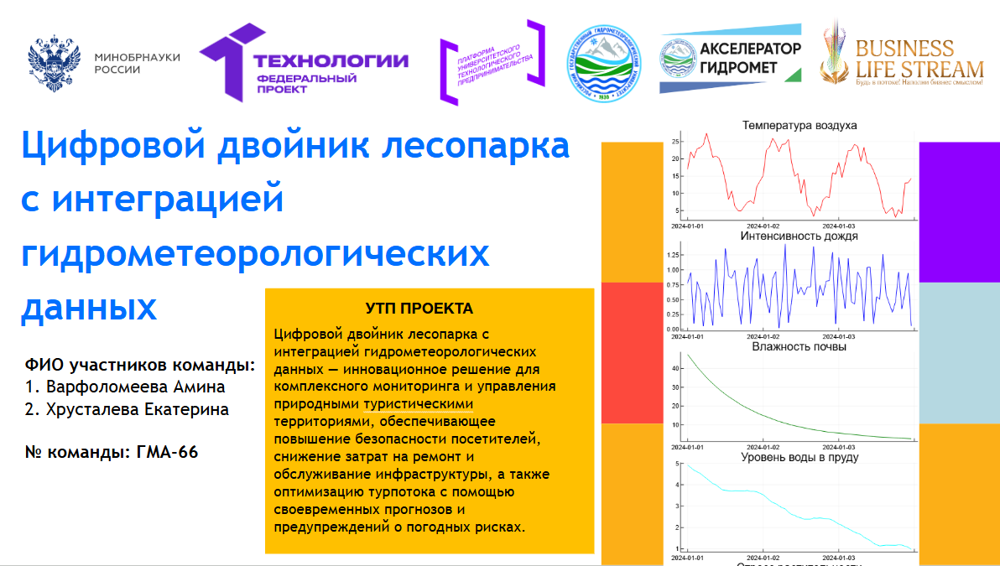 МИНОБРНАУКИ
РОССИИ
ТЕХНОЛОГИИ
ФЕДЕРАЛЬНЫЙ
ПРОЕКТ
ПЛАТФОРМА
УНИВЕРСИТЕТСКОГО
ТЕХНОЛОГИЧЕСКОГО
ПРЕДПРИНИМАТЕЛЬСТВА
1930
АКСЕЛЕРАТОР
ГИДРОМЕТ
BUSINESS
LIFE STREAM
Будь в потоке! Наполни бизнес смыслом!
Цифровой двойник лесопарка
с интеграцией
гидрометеорологических
данных
ФИО участников команды:
1. Варфоломеева Амина
2. Хрусталева Екатерина
№ команды: ГМА-66
УТП ПРОЕКТА
Цифровой двойник лесопарка с
интеграцией гидрометеорологических
данных — инновационное решение для
комплексного мониторинга и управления
природными туристическими
территориями, обеспечивающее
повышение безопасности посетителей,
снижение затрат на ремонт и
обслуживание инфраструктуры, а также
оптимизацию турпотока с помощью
своевременных прогнозов и
предупреждений о погодных рисках.
Температура воздуха
25
20
15
10
5
2024-01-01 2024-01-02 2024-01-03
Интенсивность дождя
1.25
1.00
0.75
0.50
0.25
0.00
2024-01-01 2024-01-02 2024-01-03
Влажность почвы
40
30
20
10
2024-01-01 2024-01-02 2024-01-03
Уровень воды в пруду
5
4
3
2
1
2024-01-01 2024-01-02 2024-01-03